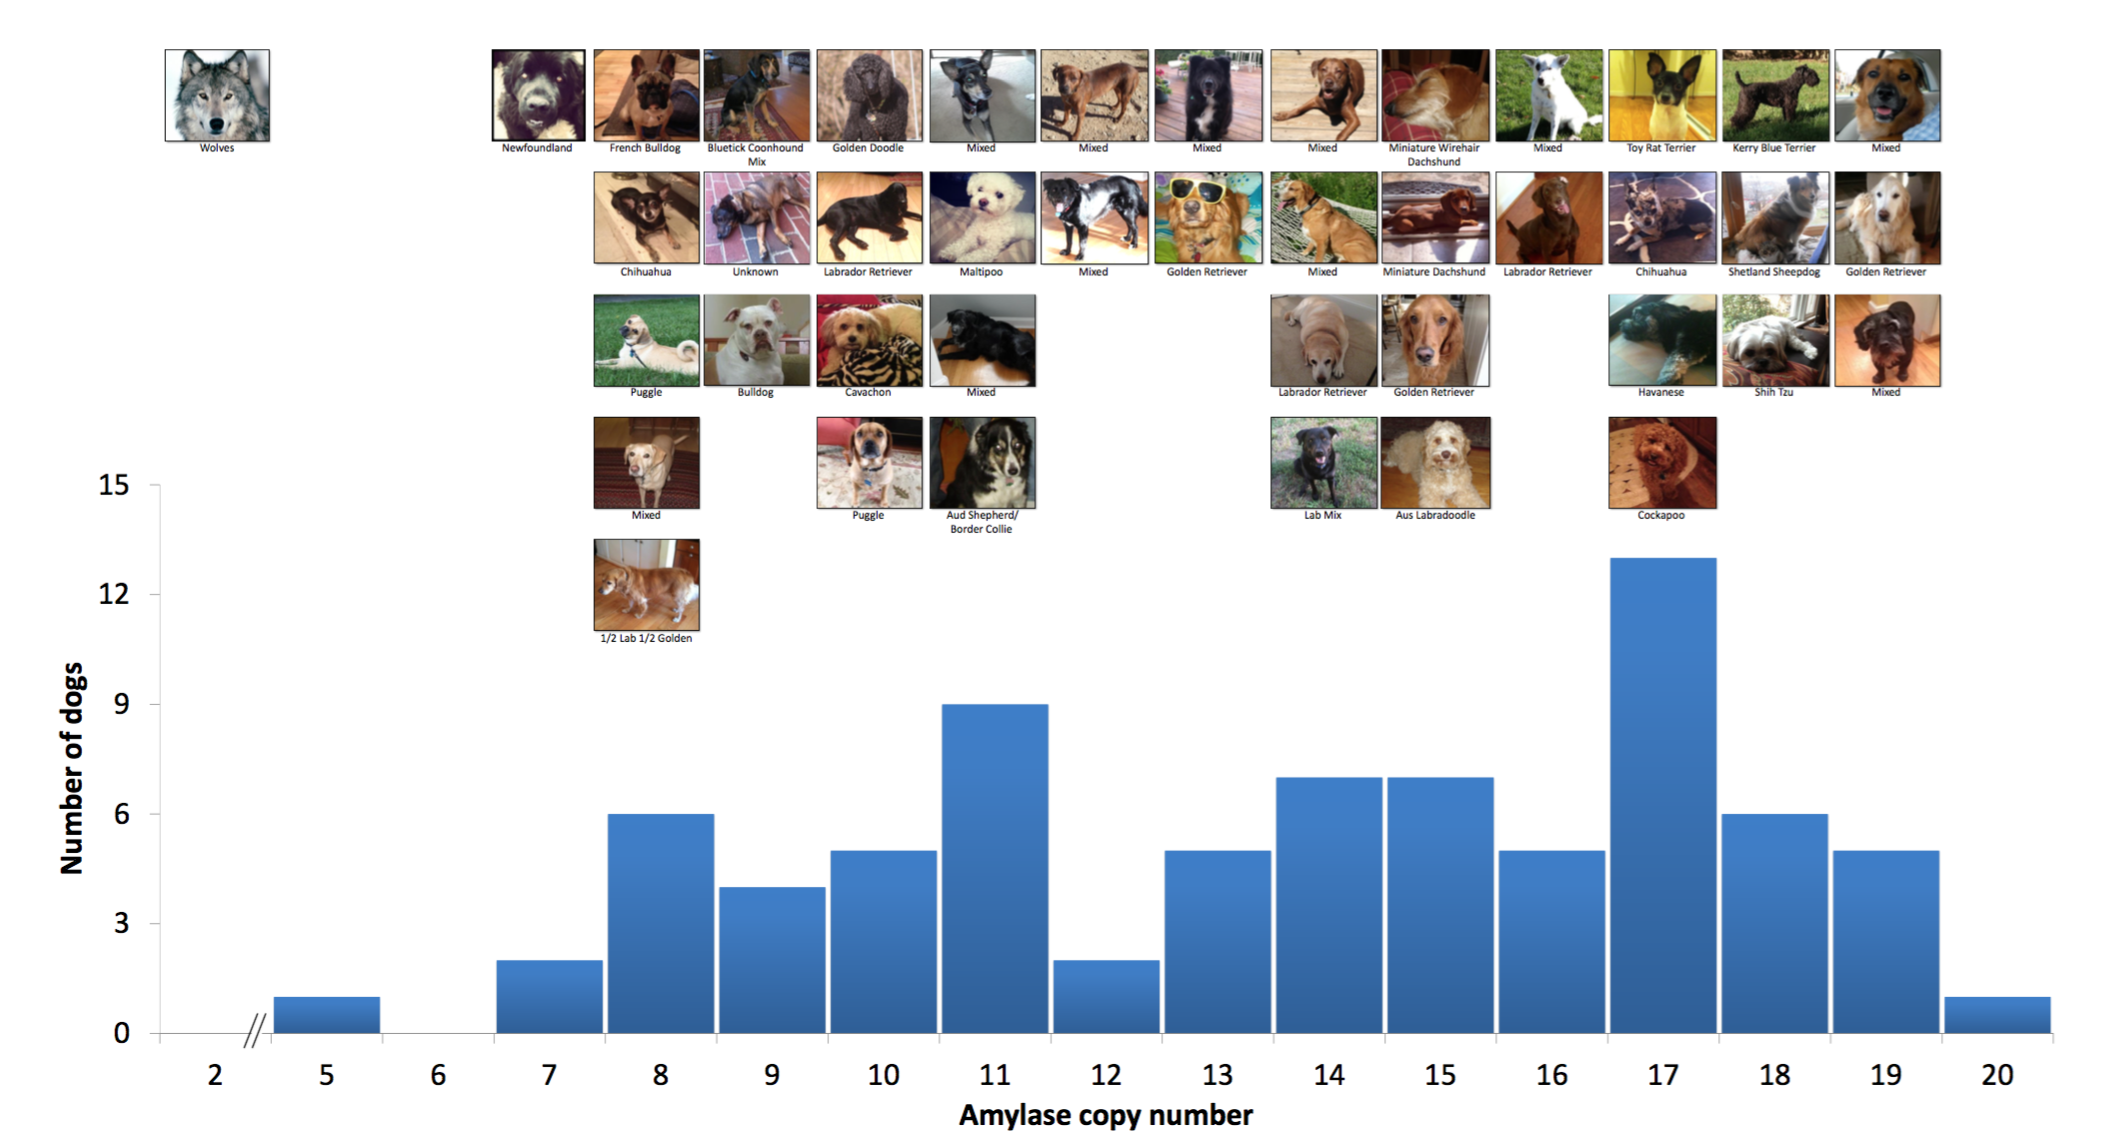 Wolves
Newfoundland
French Bulldog
Bluetick Coonhound
Mix
Golden Doodle
Mixed
Mixed
Mixed
Mixed
Miniature Wirehair
Dachshund
Mixed
Toy Rat Terrier
Kerry Blue Terrier
Mixed
Chihuahua
Unknown
Labrador Retriever
Maltipoo
Mixed
Golden Retriever
Mixed
Miniature Dachshund
Labrador Retriever
Chihuahua
Shetland Sheepdog
Golden Retriever
Puggle
Bulldog
Cavachon
Mixed
Labrador Retriever
Golden Retriever
Havanese
Shih Tzu
Mixed
Mixed
Puggle
Aud Shepherd/
Border Collie
Lab Mix
Aus Labradoodle
Cockapoo
1/2 Lab 1/2 Golden
Number of dogs
15
12
9
6
3
0
2 5 6 7 8 9 10 11 12 13 14 15 16 17 18 19 20
Amylase copy number